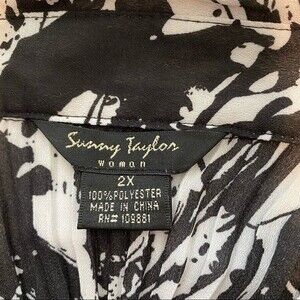 Sunny Taylor
woman
2X
100% POLYESTER
MADE IN CHINA
RN# 109881